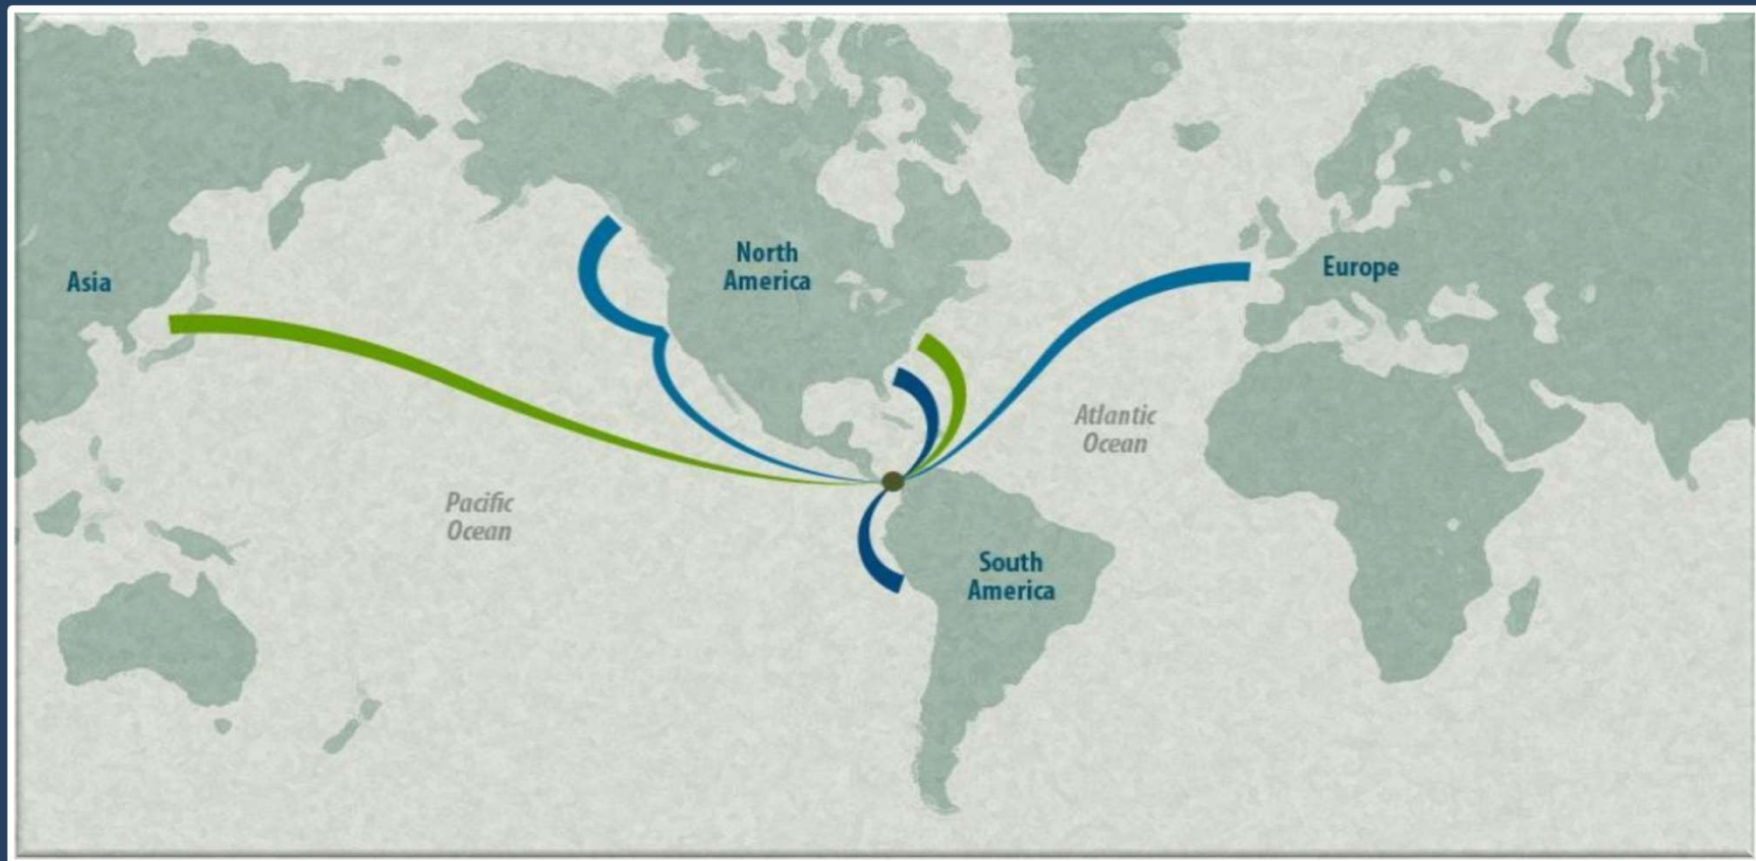 North
America
Asia
Europe
Atlantic
Ocean
Pacific
Ocean
South
America